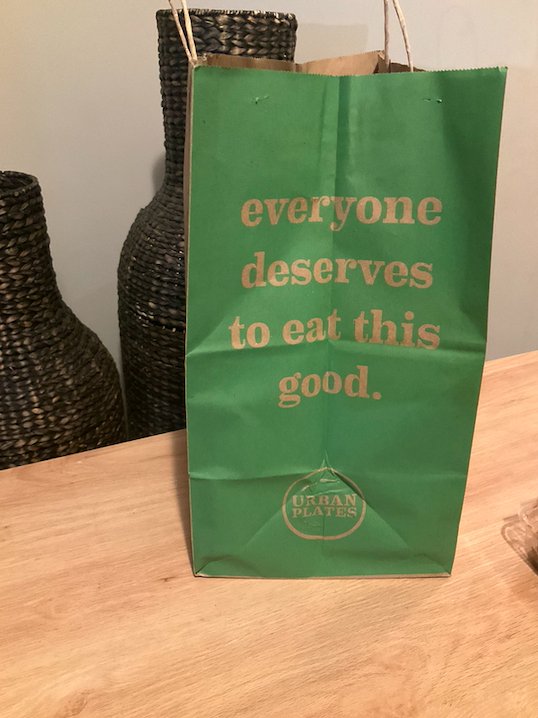 everyone
deserves
to eat this
good.
URBAN
PLATES